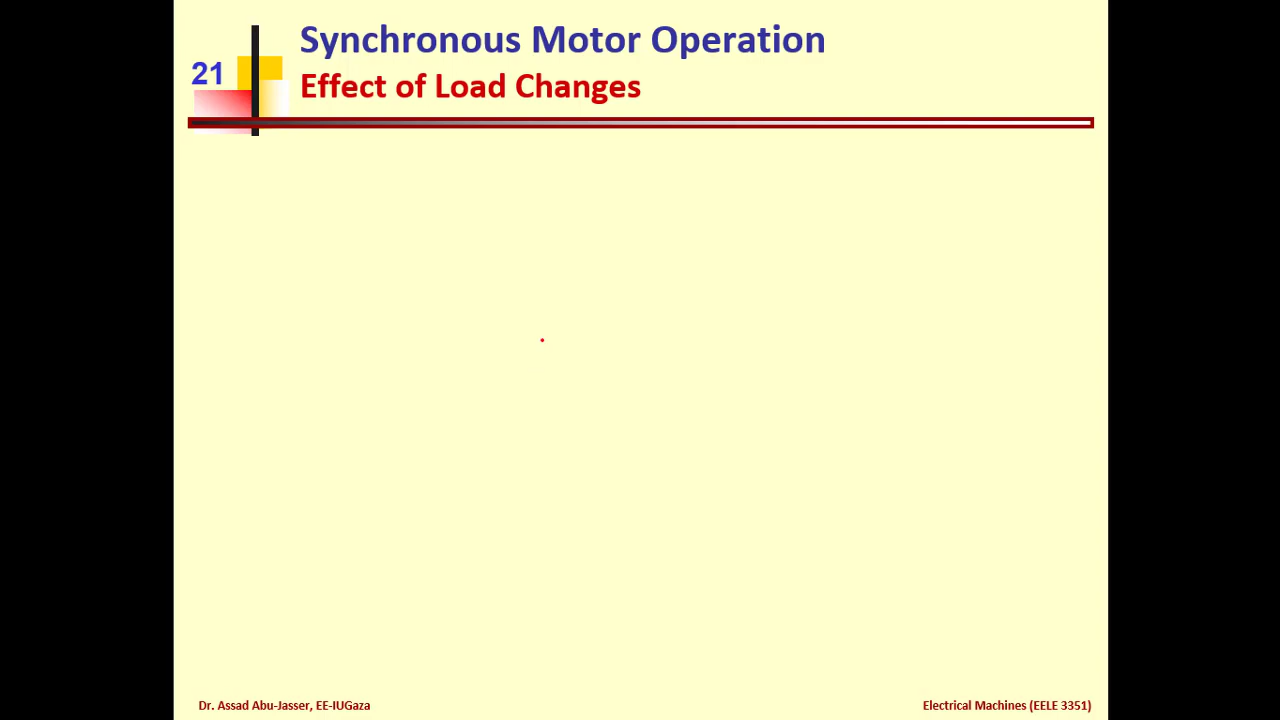 Synchronous Motor Operation
21
Effect of Load Changes
Dr. Assad Abu-Jasser, EE-IUGaza
Electrical Machines (EELE 3351)